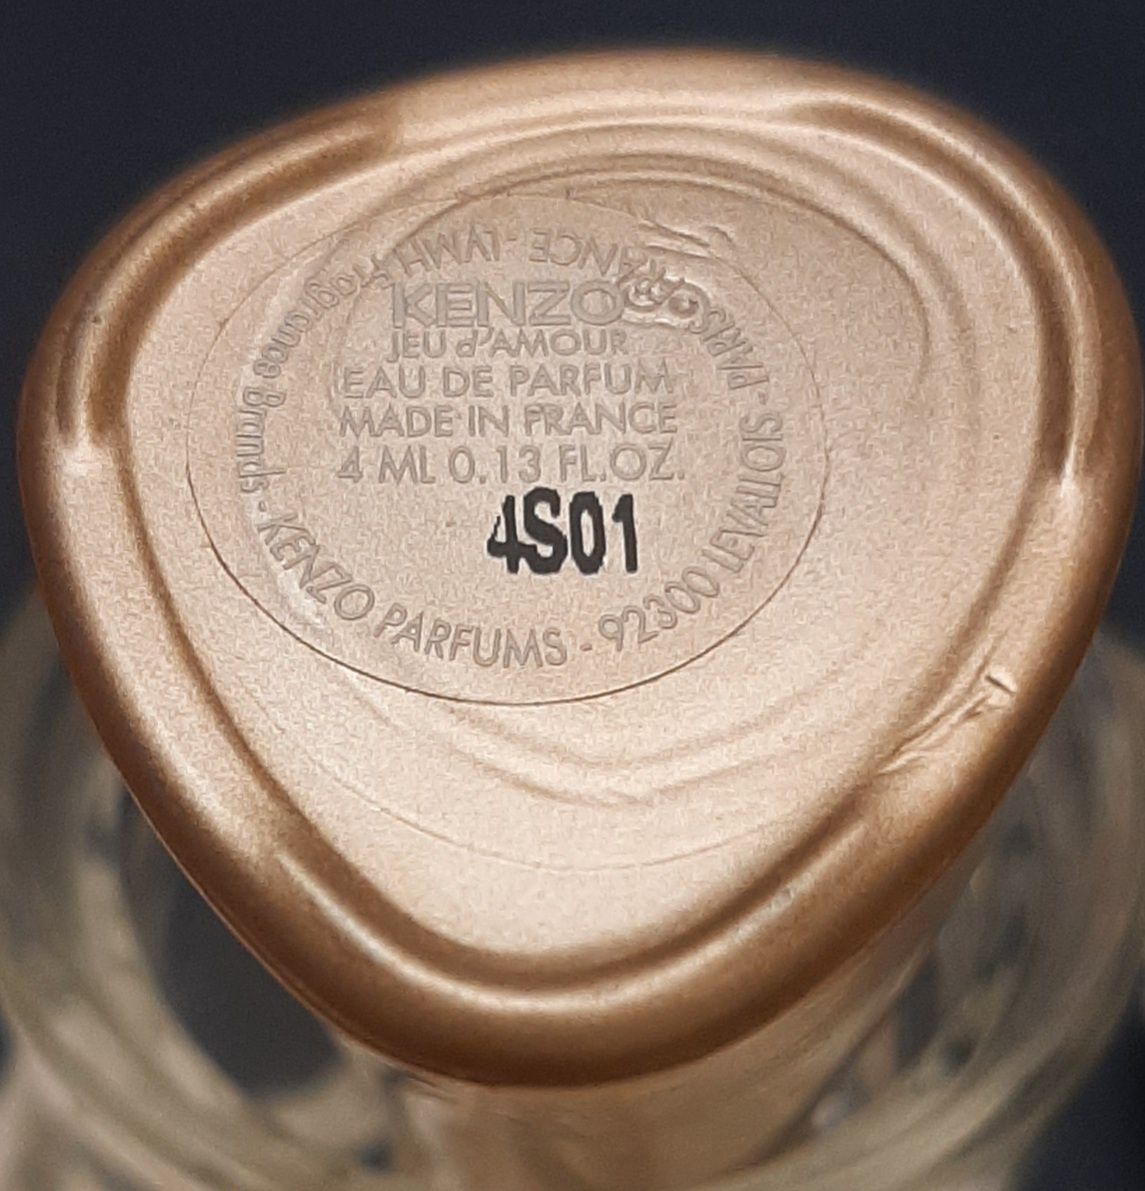 KENZO
JEU d'AMOUR
EAU DE PARFUM
MADE IN FRANCE
4 ML 0.13 FL.OZ.
4S01
LVMH Fragrance Brands - KENZO PARFUMS - 92300 LEVALLOIS - PARIS - FRANCE -